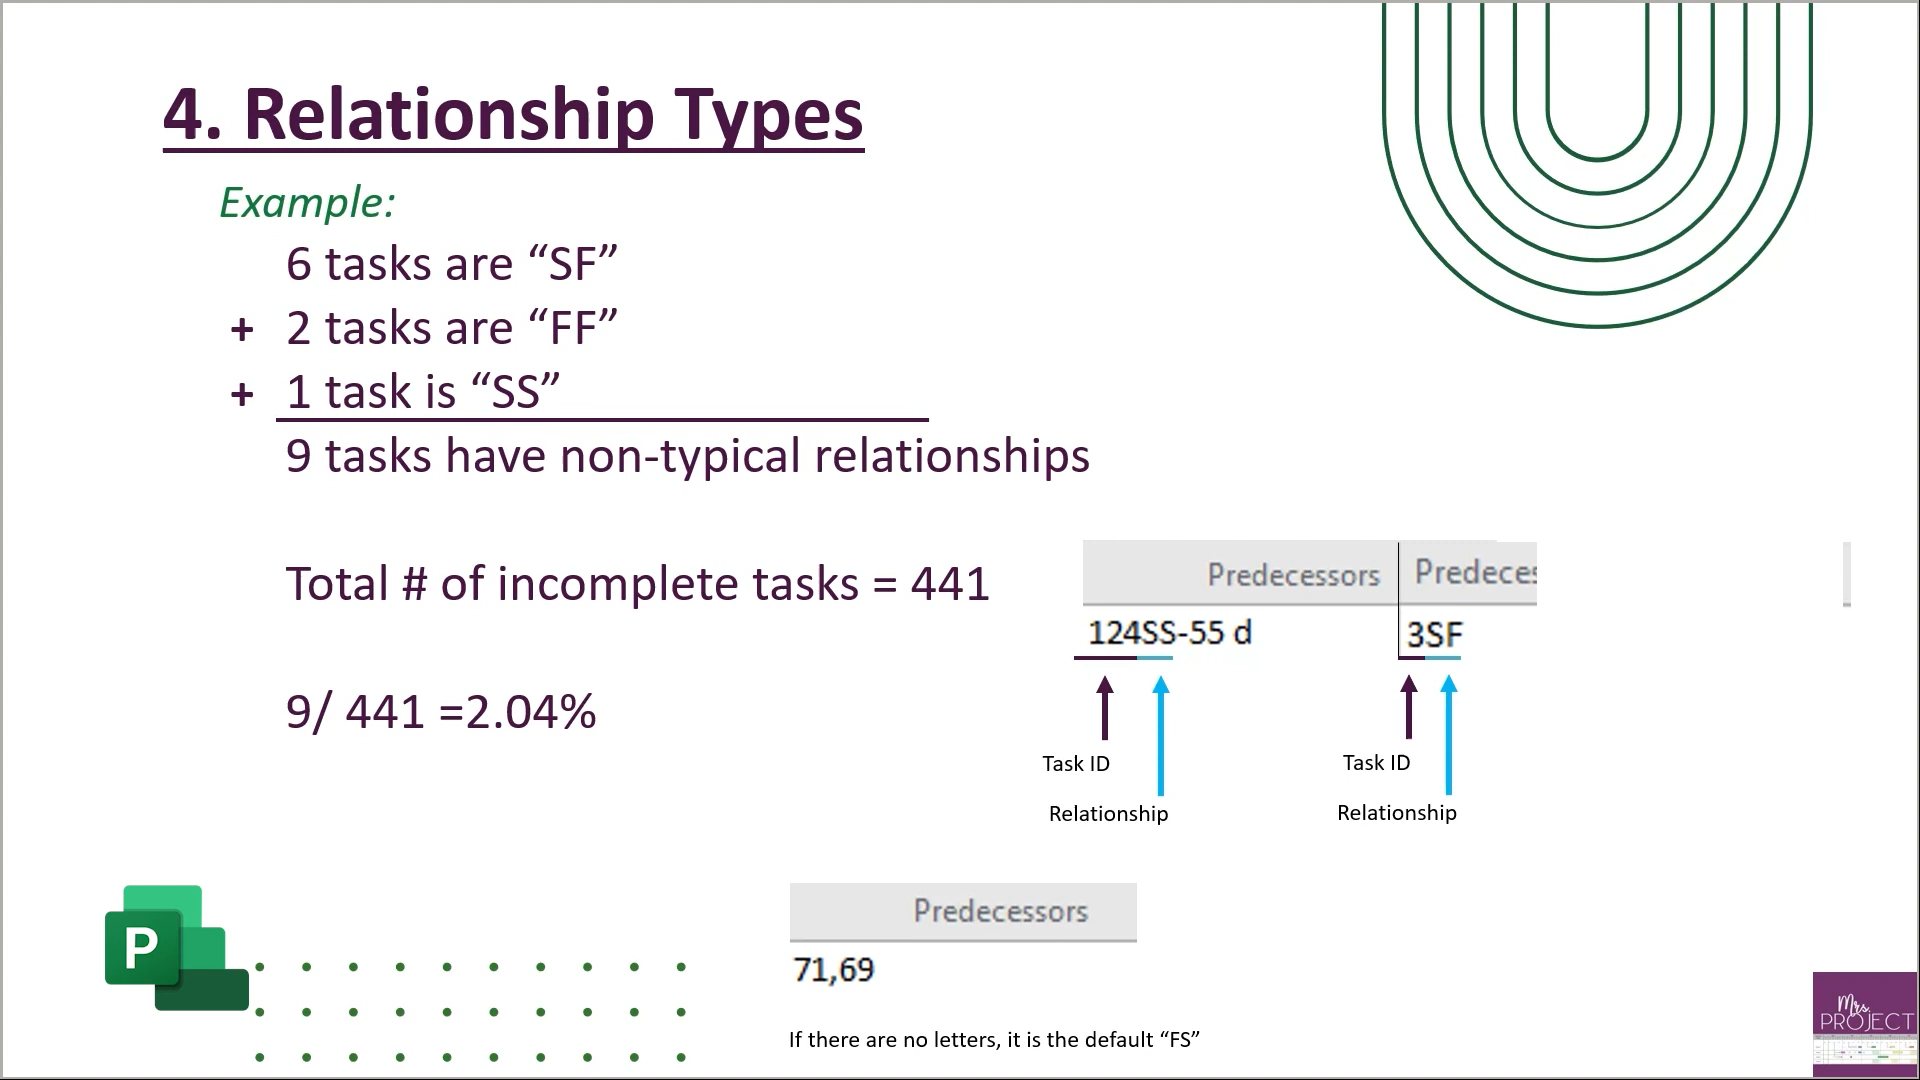 4. Relationship Types
Example:
6 tasks are “SF”
+ 2 tasks are “FF”
+ 1 task is “SS”
9 tasks have non-typical relationships
Total # of incomplete tasks = 441
9/ 441 =2.04%
Predecessors
124SS-55 d
Task ID
Relationship
Predeces
3SF
Task ID
Relationship
Predecessors
71,69
If there are no letters, it is the default “FS”
P
Mrs.
PROJECT